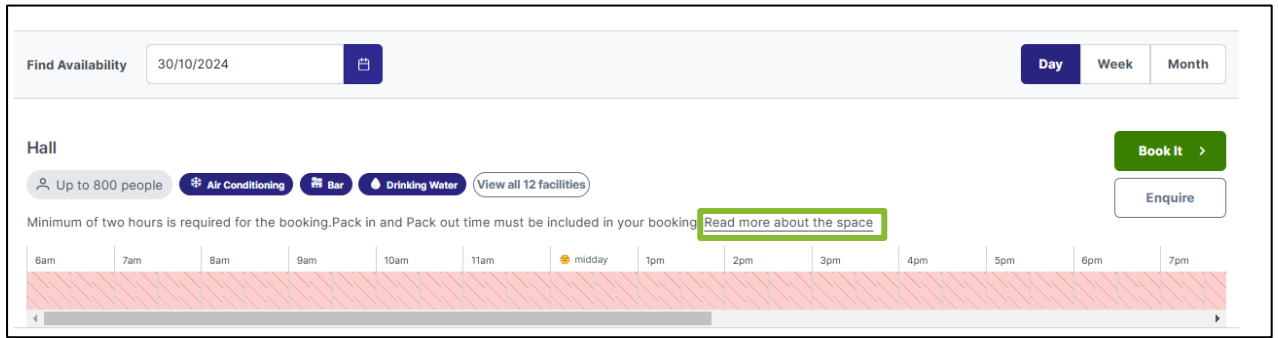 Find Availability 30/10/2024 Day Week Month
Hall
Book It
Up to 800 people Air Conditioning Bar Drinking Water View all 12 facilities
Enquire
Minimum of two hours is required for the booking.Pack in and Pack out time must be included in your booking Read more about the space
6am 7am 8am 9am 10am 11am midday 1pm 2pm 3pm 4pm 5pm 6pm 7pm